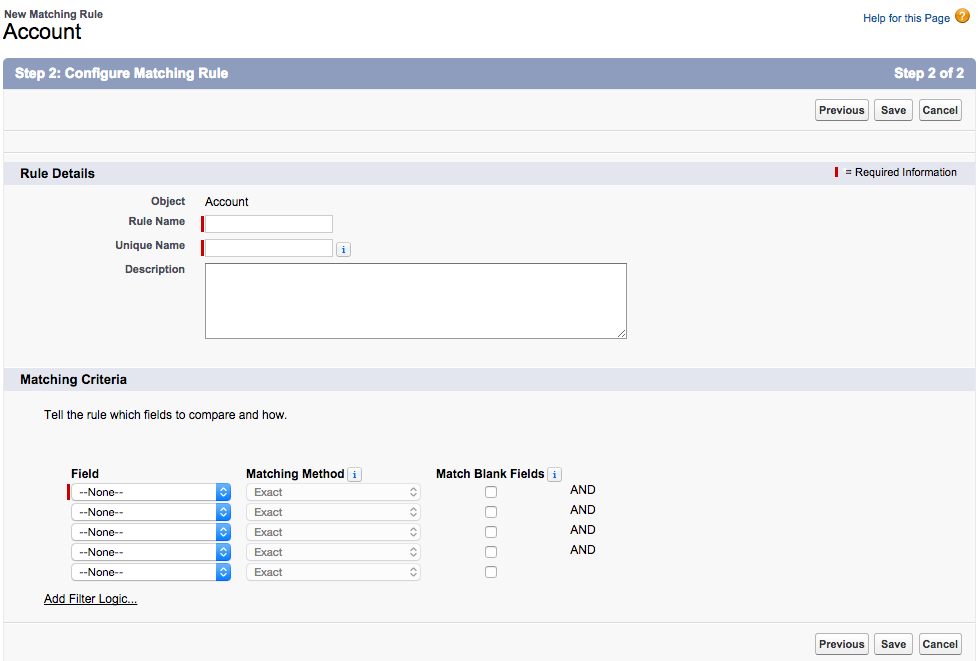 New Matching Rule
Account
Help for this Page ?
Step 2: Configure Matching Rule Step 2 of 2
Previous Save Cancel
Rule Details = Required Information
Object Account
Rule Name
Unique Name i
Description
Matching Criteria
Tell the rule which fields to compare and how.
Field Matching Method i Match Blank Fields i
--None-- Exact AND
--None-- Exact AND
--None-- Exact AND
--None-- Exact AND
--None-- Exact
Add Filter Logic...
Previous Save Cancel